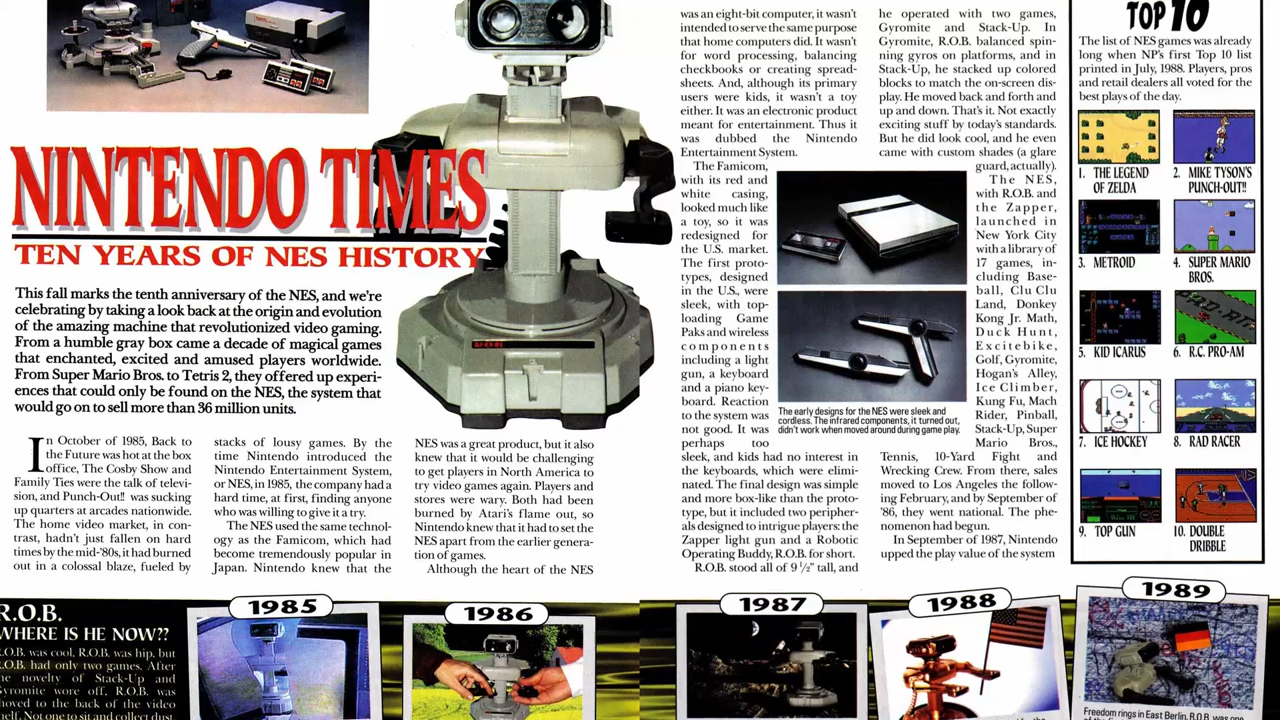 NINTENDO TIMES
TEN YEARS OF NES HISTORY
This fall marks the tenth anniversary of the NES, and we're
celebrating by taking a look back at the origin and evolution
of the amazing machine that revolutionized video gaming.
From a humble gray box came a decade of magical games
that enchanted, excited and amused players worldwide.
From Super Mario Bros. to Tetris 2, they offered up experi-
ences that could only be found on the NES, the system that
would go on to sell more than 36 million units.
In October of 1985, Back to
the Future was hot at the box
office, The Cosby Show and
Family Ties were the talk of televi-
sion, and Punch-Out!! was sucking
up quarters at arcades nationwide.
The home video market, in con-
trast, hadn't just fallen on hard
times by the mid-'80s, it had burned
out in a colossal blaze, fueled by
stacks of lousy games. By the
time Nintendo introduced the
Nintendo Entertainment System,
or NES, in 1985, the company had a
hard time, at first, finding anyone
who was willing to give it a try.
The NES used the same technol-
ogy as the Famicom, which had
become tremendously popular in
Japan. Nintendo knew that the
NES was a great product, but it also
knew that it would be challenging
to get players in North America to
try video games again. Players and
stores were wary. Both had been
burned by Atari's flame out, so
Nintendo knew that it had to set the
NES apart from the earlier genera-
tion of games.
Although the heart of the NES
was an eight-bit computer, it wasn't
intended to serve the same purpose
that home computers did. It wasn't
for word processing, balancing
checkbooks or creating spread-
sheets. And, although its primary
users were kids, it wasn't a toy
either. It was an electronic product
meant for entertainment. Thus it
was dubbed the Nintendo
Entertainment System.
The Famicom,
with its red and
white casing,
looked much like
a toy, so it was
redesigned for
the U.S. market.
The first proto-
types, designed
in the U.S., were
sleek, with top-
loading Game
Paks and wireless
components
including a light
gun, a keyboard
and a piano key-
board. Reaction
to the system was
not good. It was
perhaps too
sleek, and kids had no interest in
the keyboards, which were elimi-
nated. The final design was simple
and more box-like than the proto-
type, but it included two peripher-
als designed to intrigue players: the
Zapper light gun and a Robotic
Operating Buddy, R.O.B. for short.
R.O.B. stood all of 9 1/2" tall, and
he operated with two games,
Gyromite and Stack-Up. In
Gyromite, R.O.B. balanced spin-
ning gyros on platforms, and in
Stack-Up, he stacked up colored
blocks to match the on-screen dis-
play. He moved back and forth and
up and down. That's it. Not exactly
exciting stuff by today's standards.
But he did look cool, and he even
came with custom shades (a glare
guard, actually).
The NES,
with R.O.B. and
the Zapper,
launched in
New York City
with a library of
17 games, in-
cluding Base-
ball, Clu Clu
Land, Donkey
Kong Jr. Math,
Duck Hunt,
Excitebike,
Golf, Gyromite,
Hogan's Alley,
Ice Climber,
Kung Fu, Mach
Rider, Pinball,
Stack-Up, Super
Mario Bros.,
Tennis, 10-Yard Fight and
Wrecking Crew. From there, sales
moved to Los Angeles the follow-
ing February, and by September of
'86, they went national. The phe-
nomenon had begun.
In September of 1987, Nintendo
upped the play value of the system
The early designs for the NES were sleek and
cordless. The infrared components, it turned out,
didn't work when moved around during game play.
TOP 10
The list of NES games was already
long when NP's first Top 10 list
printed in July, 1988. Players, pros
and retail dealers all voted for the
best plays of the day.
1. THE LEGEND
OF ZELDA
2. MIKE TYSON'S
PUNCH-OUT!!
3. METROID
4. SUPER MARIO
BROS.
5. KID ICARUS
6. R.C. PRO-AM
7. ICE HOCKEY
8. RAD RACER
9. TOP GUN
10. DOUBLE
DRIBBLE
R.O.B.
WHERE IS HE NOW??
R.O.B. was cool, R.O.B. was hip, but
R.O.B. had only two games. After
the novelty of Stack-Up and
Gyromite wore off, R.O.B. was
moved to the back of the video
shelf. Not one to sit and collect dust,
1985
1986
1987
1988
1989
Freedom rings in East Berlin. R.O.B. was one